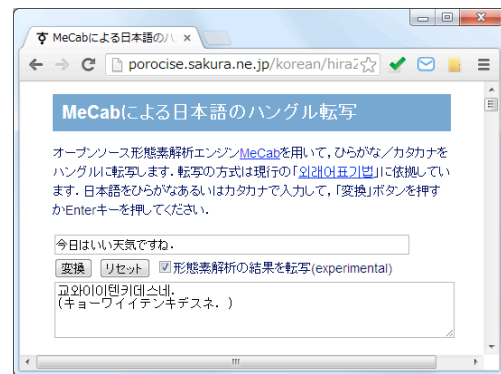 MeCabによる日本語のハ
porocise.sakura.ne.jp/korean/hira2
MeCabによる日本語のハングル転写
オープンソース形態素解析エンジンMeCabを用いて，ひらがな／カタカナを
ハングルに転写します．転写の方式は現行の「외래어표기법」に依拠してい
ます．日本語をひらがなあるいはカタカナで入力して，「変換」ボタンを押す
かEnterキーを押してください．
今日はいい天気ですね．
変換 リセット 形態素解析の結果を転写(experimental)
교와이이텐키데스네.
(キョーワイイテンキデスネ．)